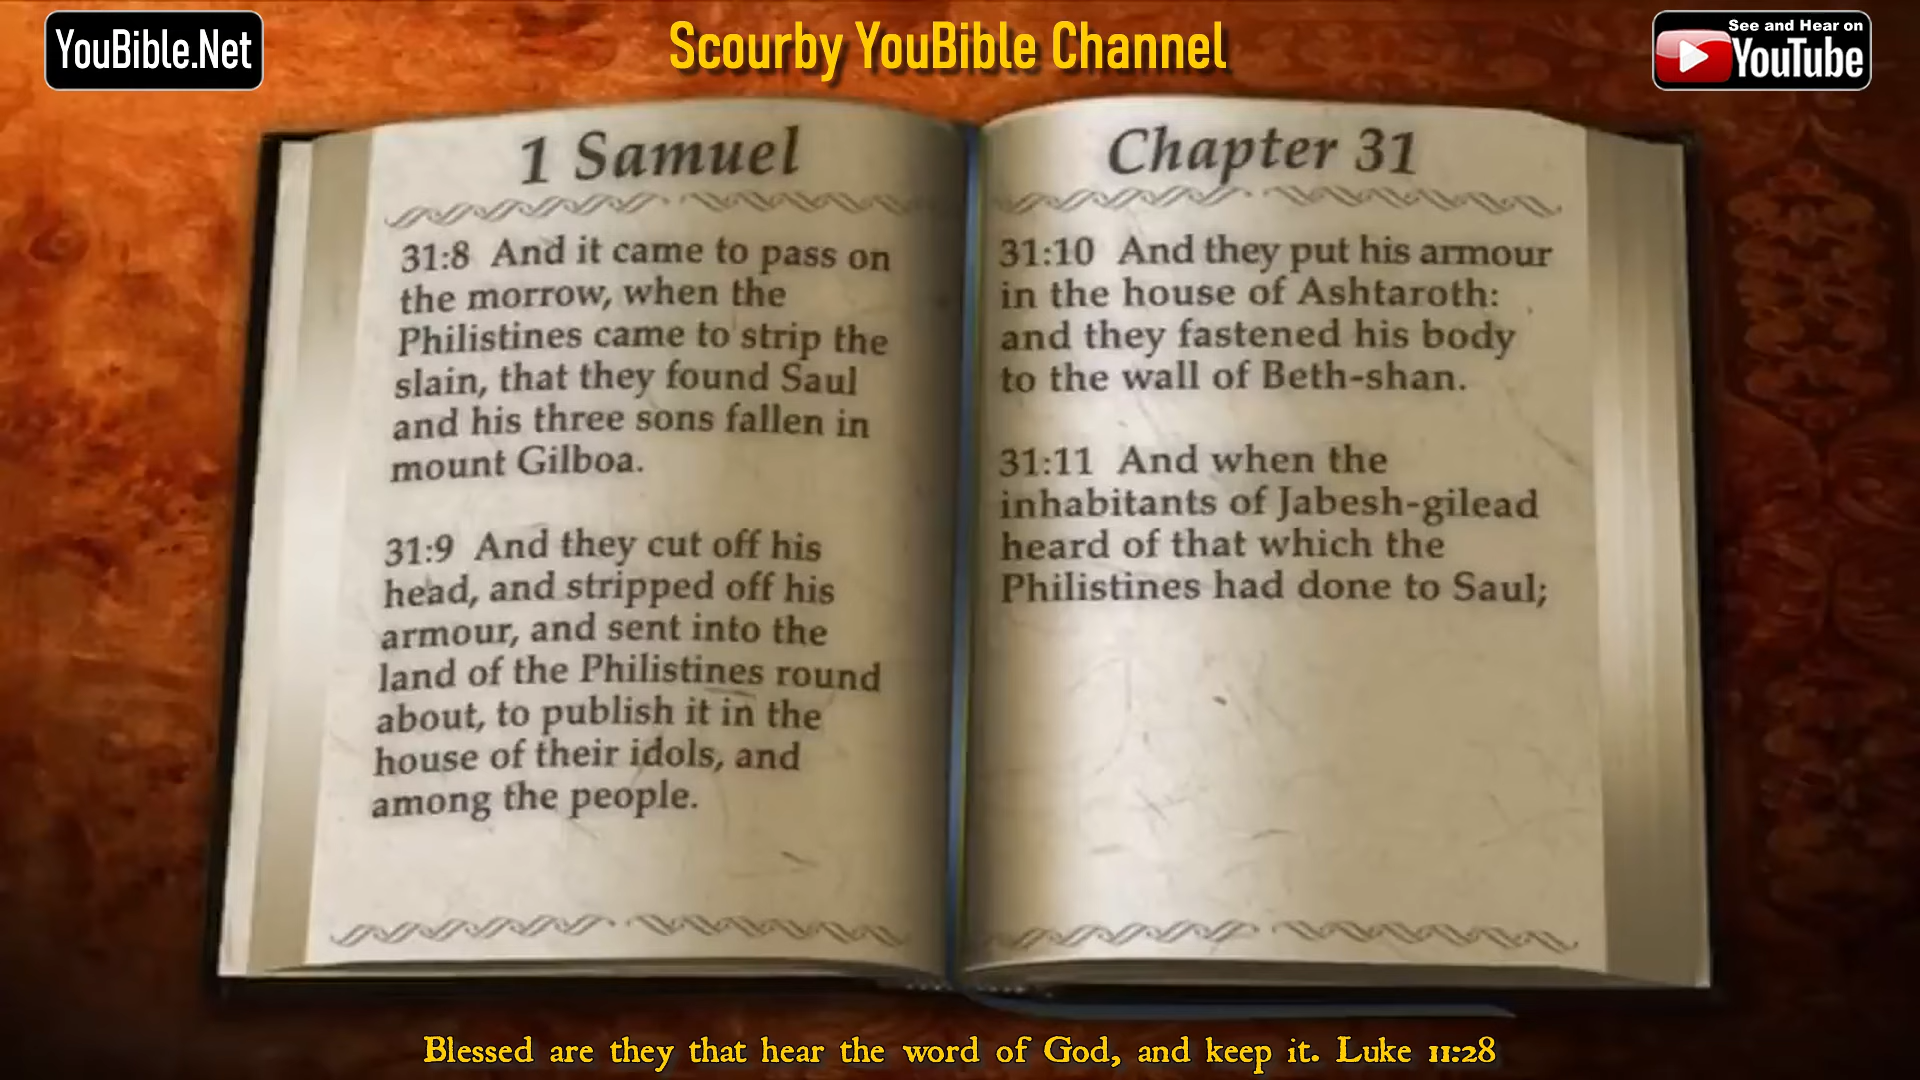 YouBible.Net
Scourby YouBible Channel
See and Hear on
YouTube
1 Samuel
31:8 And it came to pass on
the morrow, when the
Philistines came to strip the
slain, that they found Saul
and his three sons fallen in
mount Gilboa.
31:9 And they cut off his
head, and stripped off his
armour, and sent into the
land of the Philistines round
about, to publish it in the
house of their idols, and
among the people.
Chapter 31
31:10 And they put his armour
in the house of Ashtaroth:
and they fastened his body
to the wall of Beth-shan.
31:11 And when the
inhabitants of Jabesh-gilead
heard of that which the
Philistines had done to Saul;
Blessed are they that hear the word of God, and keep it. Luke 11:28